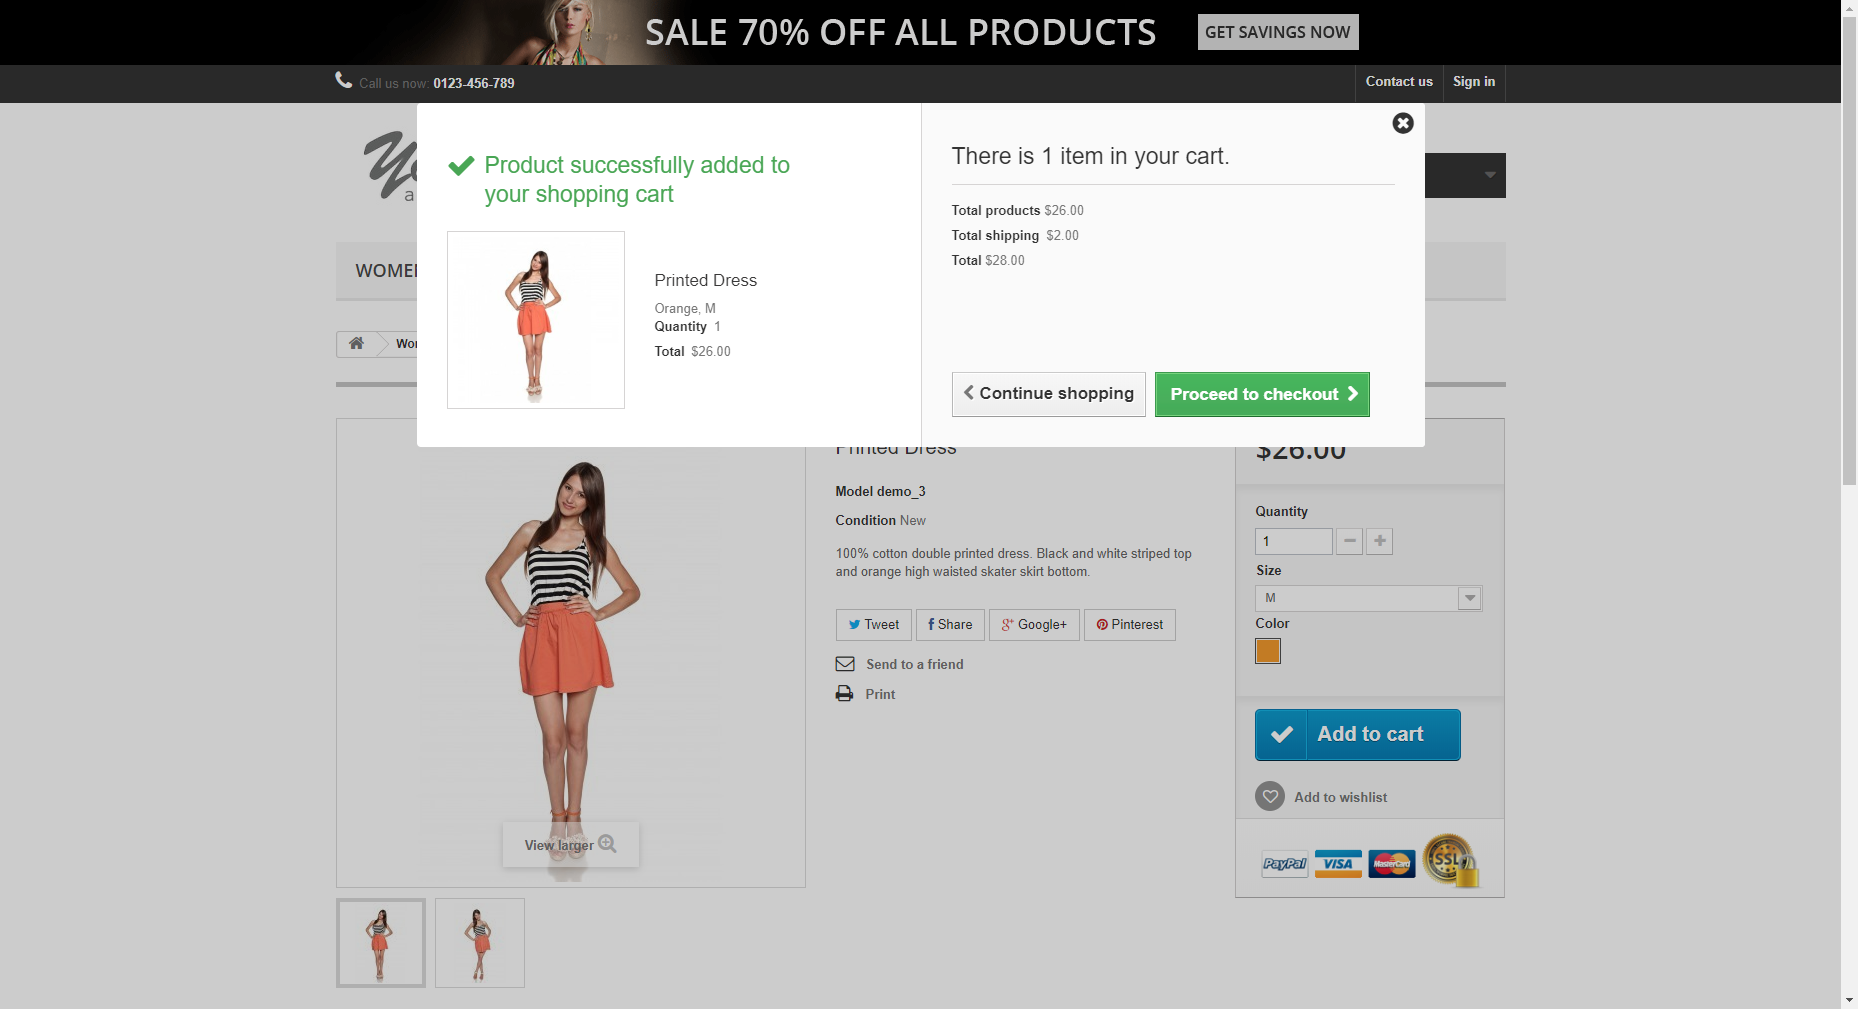 SALE 70% OFF ALL PRODUCTS
GET SAVINGS NOW
Call us now: 0123-456-789
Contact us
Sign in
Product successfully added to
your shopping cart
Printed Dress
Orange, M
Quantity 1
Total $26.00
There is 1 item in your cart.
Total products $26.00
Total shipping $2.00
Total $28.00
Continue shopping
Proceed to checkout
Printed Dress
Model demo_3
Condition New
100% cotton double printed dress. Black and white striped top
and orange high waisted skater skirt bottom.
Tweet
Share
Google+
Pinterest
Send to a friend
Print
$26.00
Quantity
1
Size
M
Color
Add to cart
Add to wishlist
PayPal
VISA
MasterCard
SSL
View larger